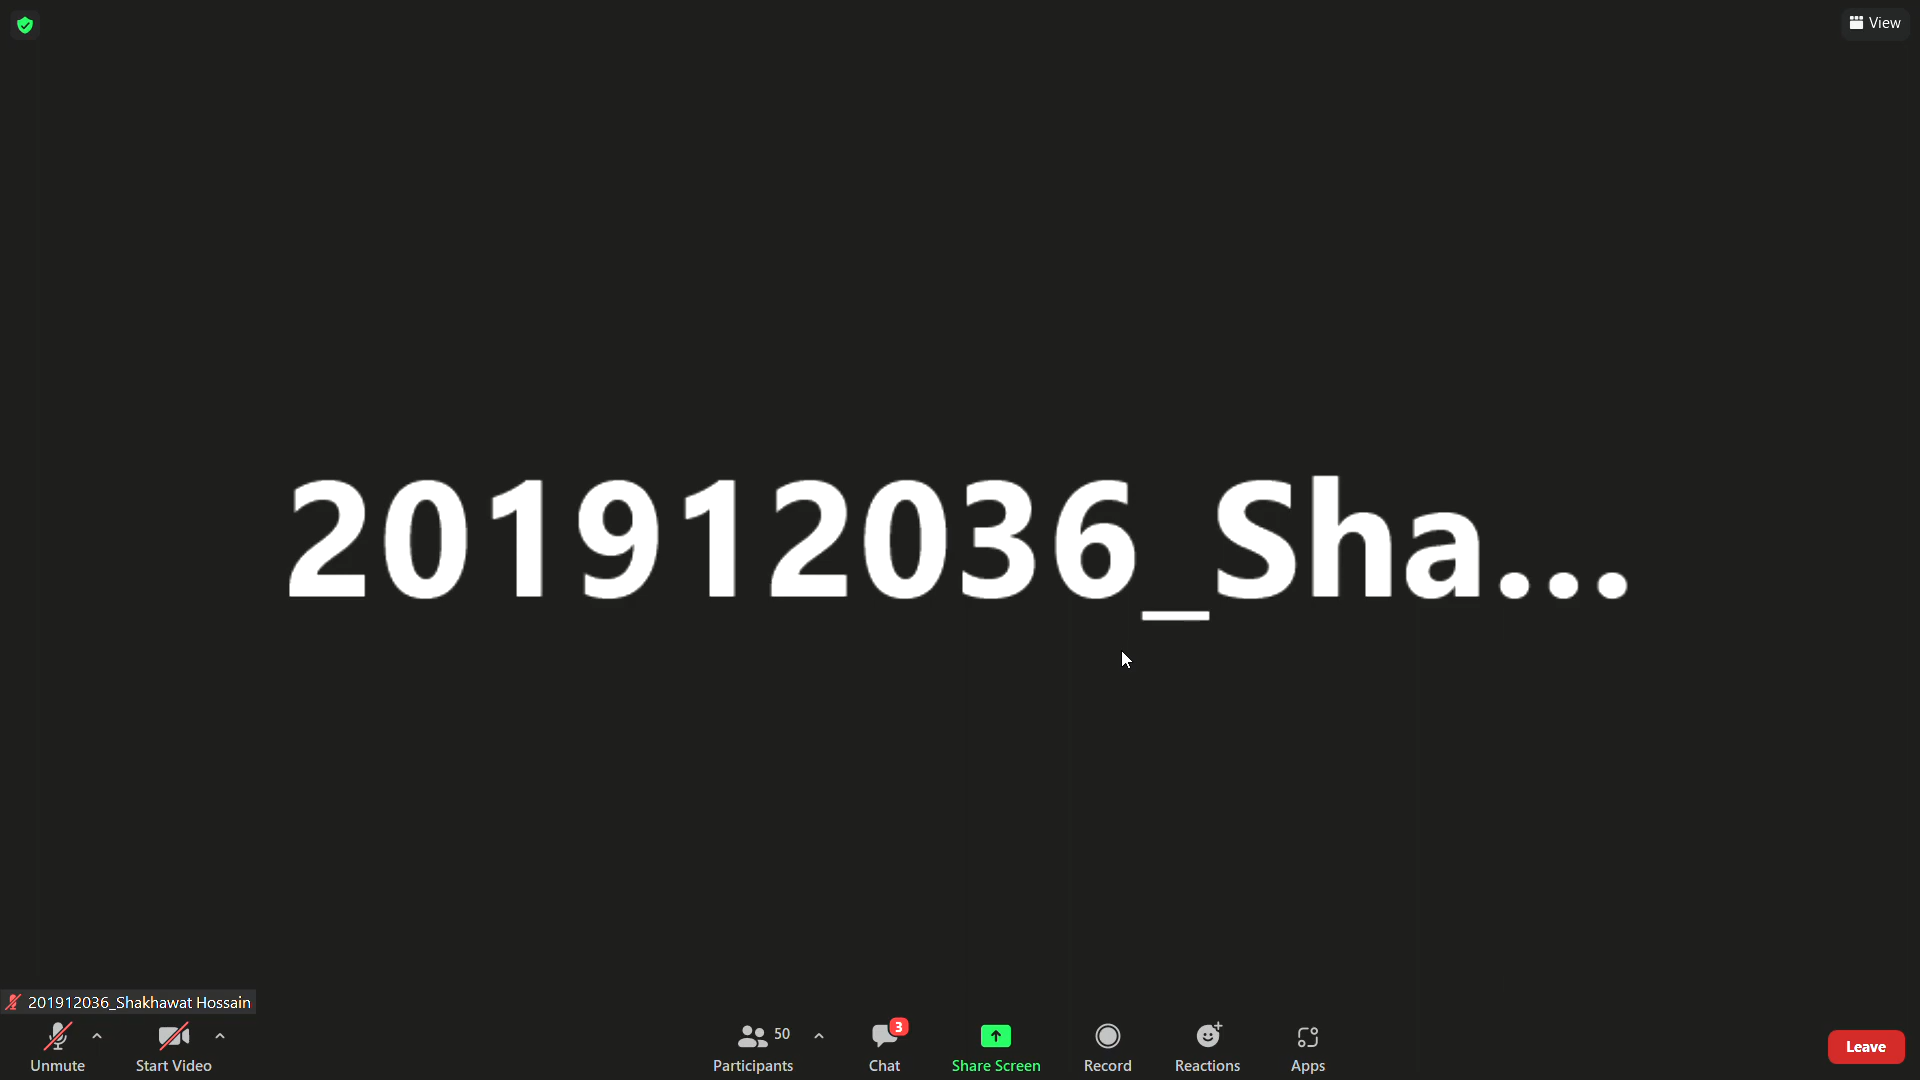 View
201912036_Sha...
201912036_Shakhawat Hossain
Unmute
Start Video
50
Participants
3
Chat
Share Screen
Record
Reactions
Apps
Leave